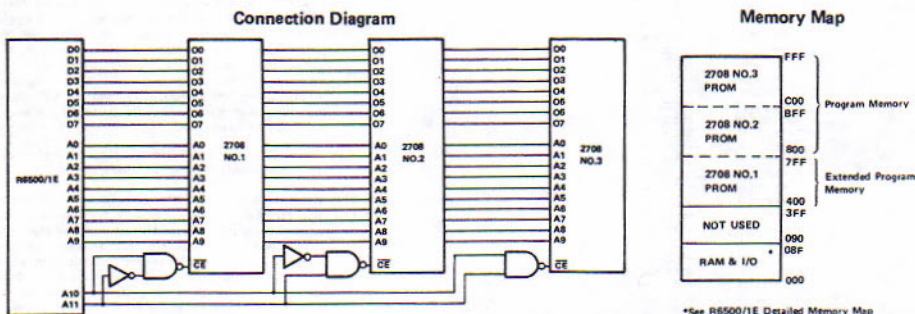 Connection Diagram
R6500/1E
D0
D1
D2
D3
D4
D5
D6
D7
A0
A1
A2
A3
A4
A5
A6
A7
A8
A9
A10
A11
O0
O1
O2
O3
O4
O5
O6
O7
2708
NO.1
A0
A1
A2
A3
A4
A5
A6
A7
A8
A9
CE
O0
O1
O2
O3
O4
O5
O6
O7
2708
NO.2
A0
A1
A2
A3
A4
A5
A6
A7
A8
A9
CE
O0
O1
O2
O3
O4
O5
O6
O7
2708
NO.3
A0
A1
A2
A3
A4
A5
A6
A7
A8
A9
CE
Memory Map
FFF
2708 NO.3
PROM
C00
BFF
Program Memory
2708 NO.2
PROM
800
7FF
2708 NO.1
PROM
Extended Program
Memory
400
3FF
NOT USED
090
08F
RAM & I/O *
000
*See R6500/1E Detailed Memory Map